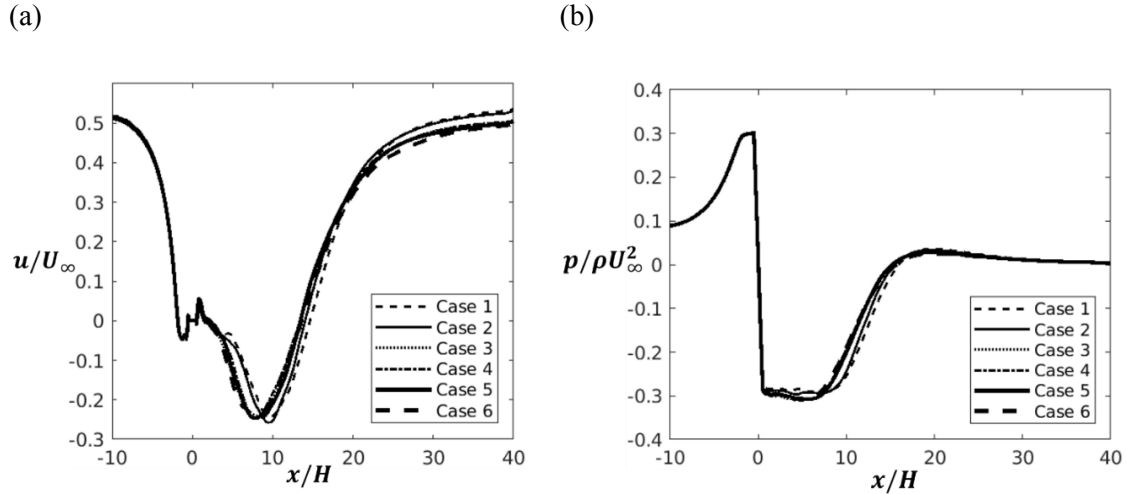 (a)
0.5
0.4
0.3
0.2
0.1
0
-0.1
-0.2
-0.3
u/U∞
-10 0 10 20 30 40
x/H
Case 1
Case 2
Case 3
Case 4
Case 5
Case 6
(b)
0.4
0.3
0.2
0.1
0
-0.1
-0.2
-0.3
-0.4
p/ρU∞²
-10 0 10 20 30 40
x/H
Case 1
Case 2
Case 3
Case 4
Case 5
Case 6